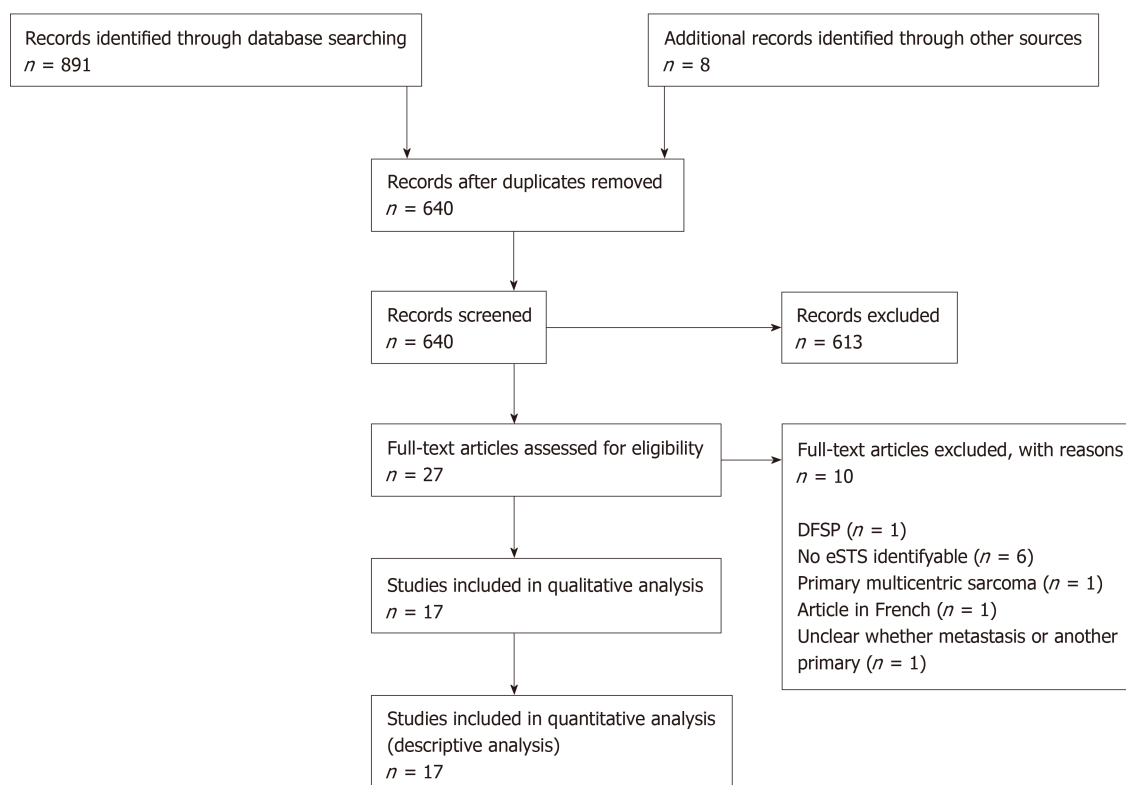 Records identified through database searching
n = 891
Additional records identified through other sources
n = 8
Records after duplicates removed
n = 640
Records screened
n = 640
Records excluded
n = 613
Full-text articles assessed for eligibility
n = 27
Full-text articles excluded, with reasons
n = 10
DFSP (n = 1)
No eSTS identifyable (n = 6)
Primary multicentric sarcoma (n = 1)
Article in French (n = 1)
Unclear whether metastasis or another
primary (n = 1)
Studies included in qualitative analysis
n = 17
Studies included in quantitative analysis
(descriptive analysis)
n = 17